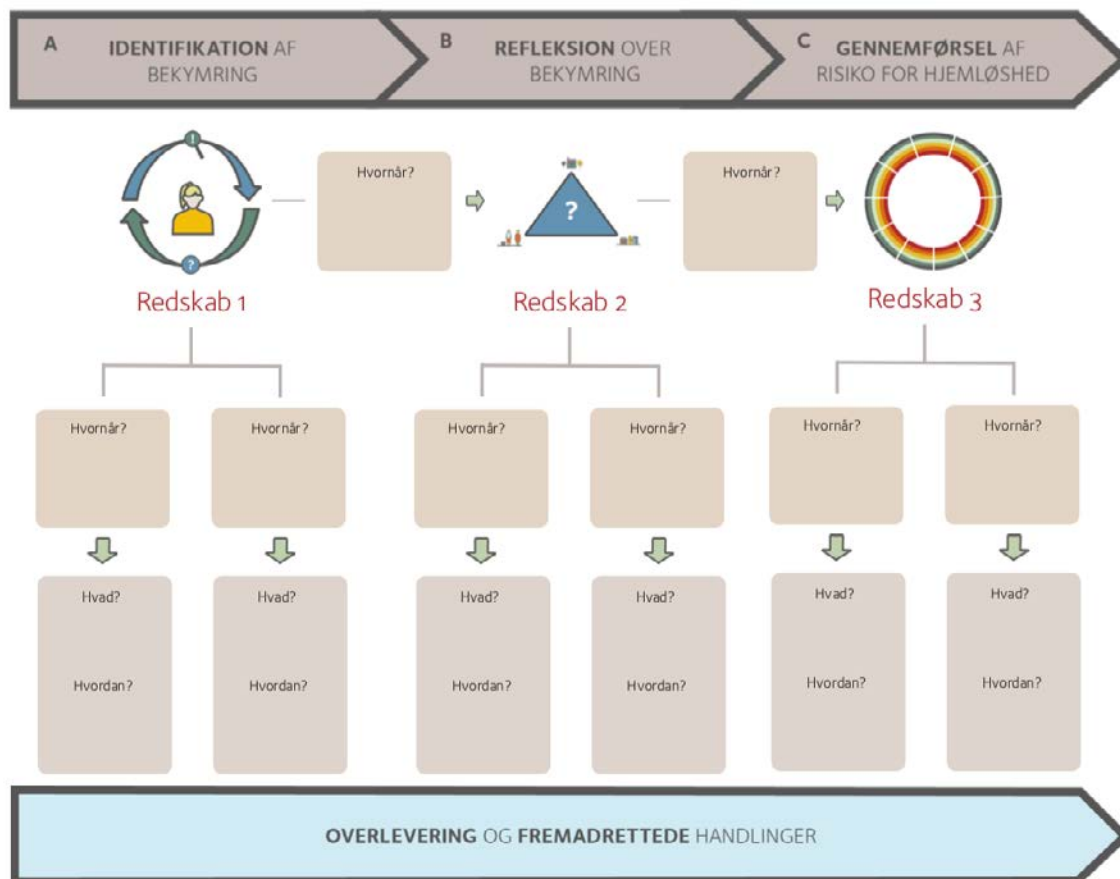 A
IDENTIFIKATION AF
BEKYMRING
B
REFLEKSION OVER
BEKYMRING
C
GENNEMFØRSEL AF
RISIKO FOR HJEMLØSHED
!
?
Hvornår?
?
Hvornår?
Redskab 1
Redskab 2
Redskab 3
Hvornår?
Hvornår?
Hvornår?
Hvornår?
Hvornår?
Hvornår?
Hvad?
Hvad?
Hvad?
Hvad?
Hvad?
Hvad?
Hvordan?
Hvordan?
Hvordan?
Hvordan?
Hvordan?
Hvordan?
OVERLEVERING OG FREMADRETTEDE HANDLINGER